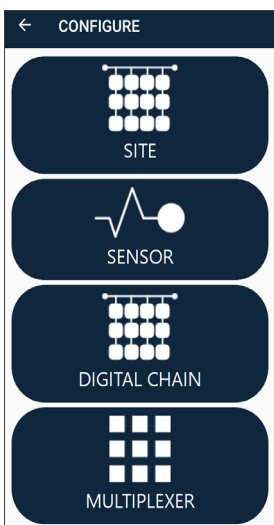 CONFIGURE
SITE
SENSOR
DIGITAL CHAIN
MULTIPLEXER